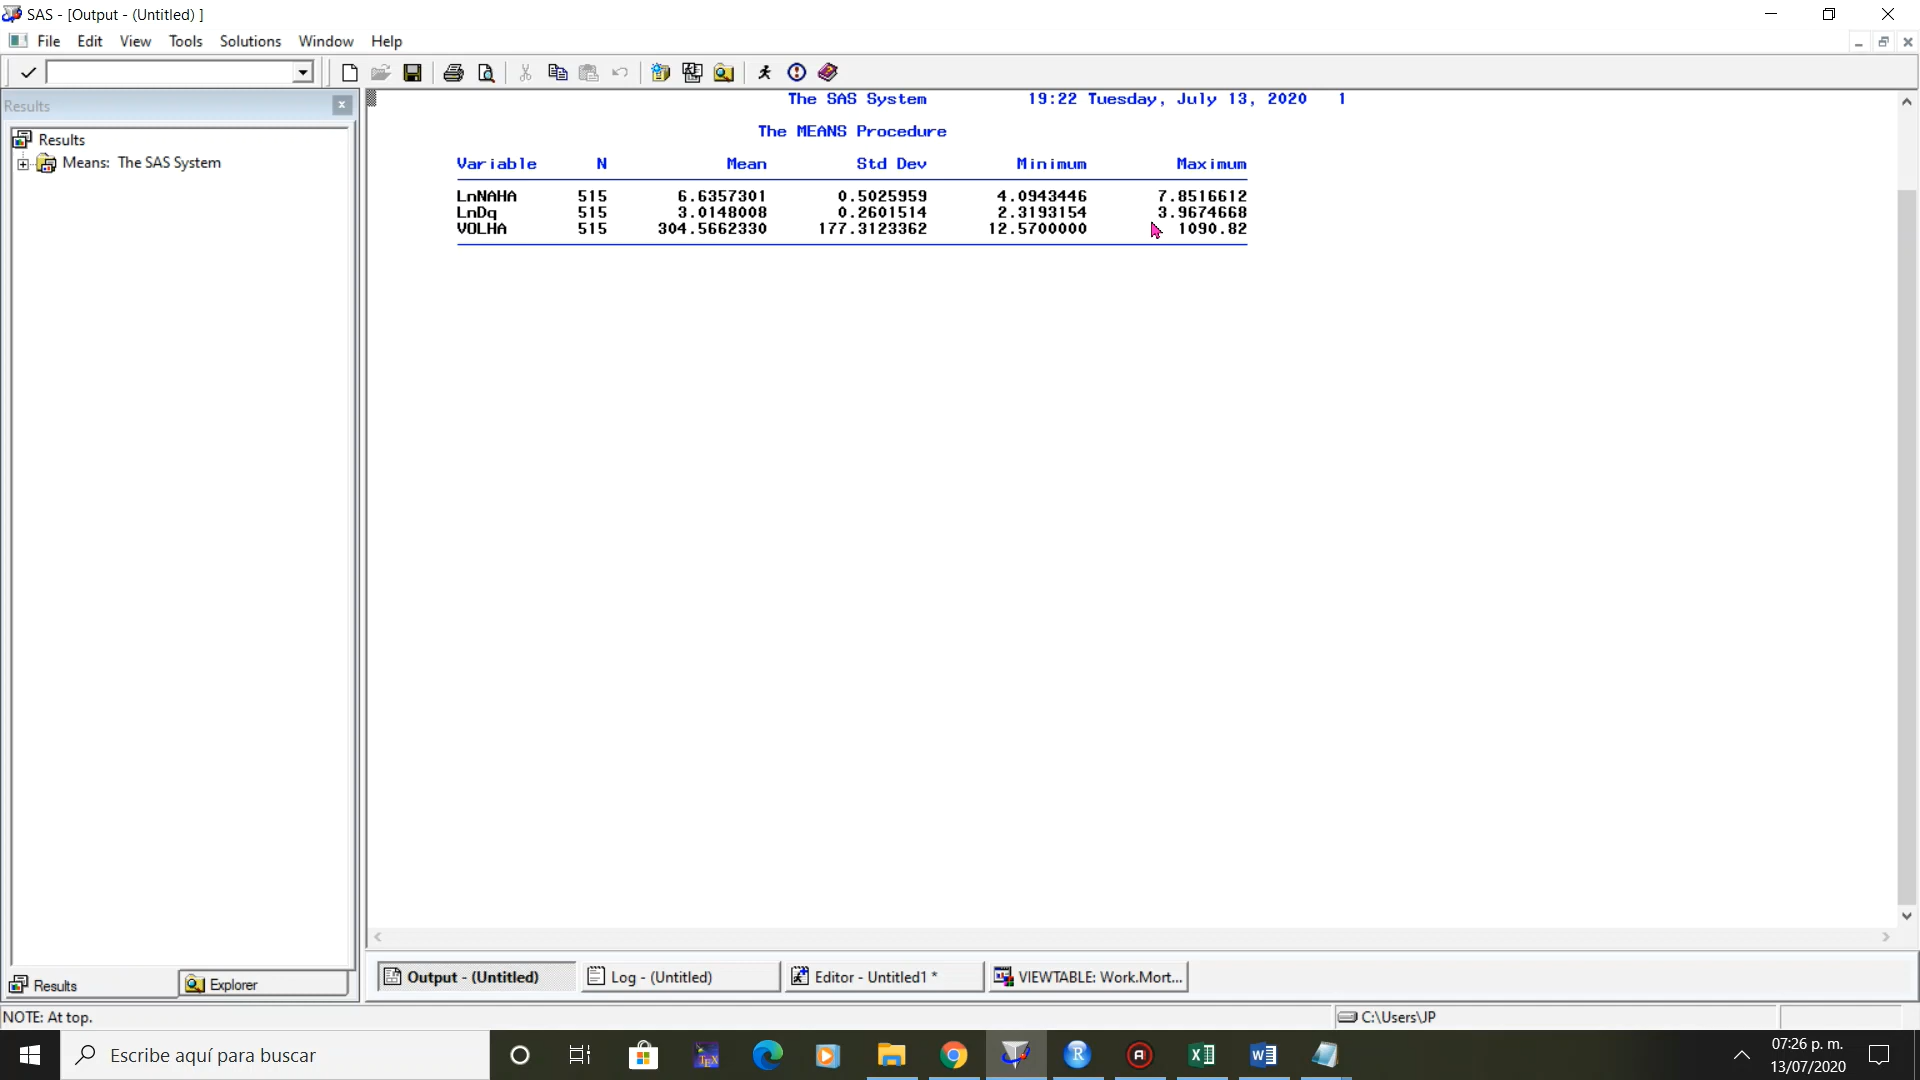 SAS - [Output - (Untitled) ]
File Edit View Tools Solutions Window Help
Results
The SAS System 19:22 Tuesday, July 13, 2020 1
Results
Means: The SAS System
The MEANS Procedure
Variable N Mean Std Dev Minimum Maximum
LnNAHA 515 6.6357301 0.5025959 4.0943446 7.8516612
LnDq 515 3.0148008 0.2601514 2.3193154 3.9674668
VOLHA 515 304.5662330 177.3123362 12.5700000 1090.82
Results Explorer
Output - (Untitled) Log - (Untitled) Editor - Untitled1 * VIEWTABLE: Work.Mort...
NOTE: At top. C:\Users\JP
Escribe aquí para buscar
07:26 p. m.
13/07/2020